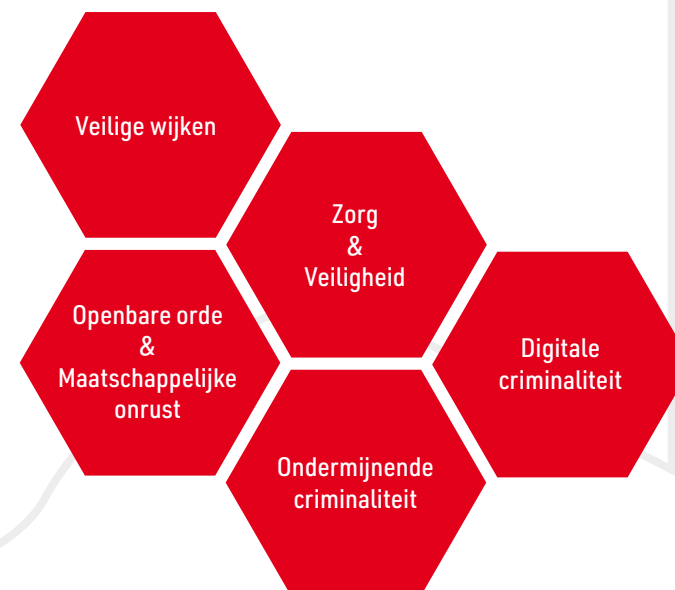 Veilige wijken
Zorg
&
Veiligheid
Openbare orde
&
Maatschappelijke
onrust
Digitale
criminaliteit
Ondermijnende
criminaliteit